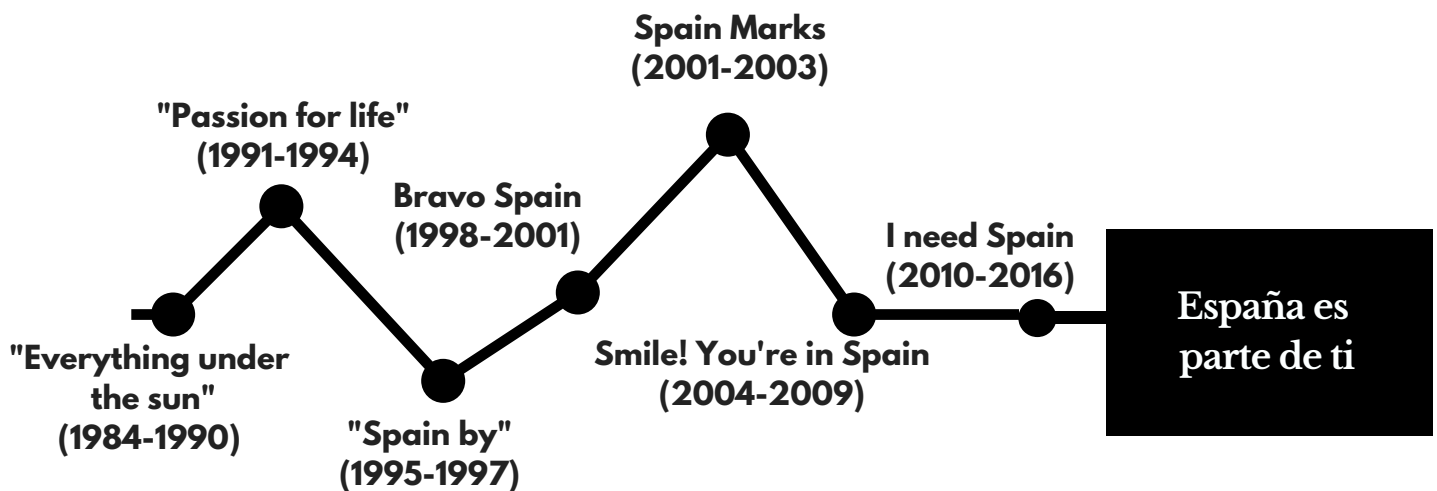 "Everything under
the sun"
(1984-1990)
"Passion for life"
(1991-1994)
"Spain by"
(1995-1997)
Bravo Spain
(1998-2001)
Spain Marks
(2001-2003)
Smile! You're in Spain
(2004-2009)
I need Spain
(2010-2016)
España es
parte de ti